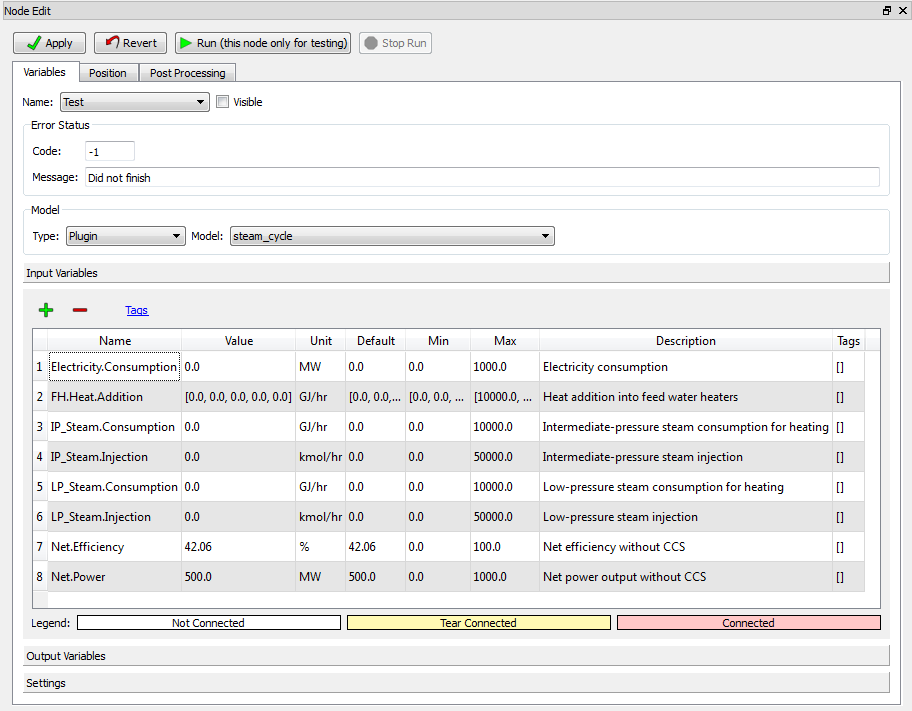 Node Edit
Apply Revert Run (this node only for testing) Stop Run
Variables Position Post Processing
Name: Test Visible
Error Status
Code: -1
Message: Did not finish
Model
Type: Plugin Model: steam_cycle
Input Variables
Tags
Name Value Unit Default Min Max Description Tags
1 Electricity.Consumption 0.0 MW 0.0 0.0 1000.0 Electricity consumption []
2 FH.Heat.Addition [0.0, 0.0, 0.0, 0.0, 0.0] GJ/hr [0.0, 0.0,... [0.0, 0.0, ... [10000.0, ... Heat addition into feed water heaters []
3 IP_Steam.Consumption 0.0 GJ/hr 0.0 0.0 10000.0 Intermediate-pressure steam consumption for heating []
4 IP_Steam.Injection 0.0 kmol/hr 0.0 0.0 50000.0 Intermediate-pressure steam injection []
5 LP_Steam.Consumption 0.0 GJ/hr 0.0 0.0 10000.0 Low-pressure steam consumption for heating []
6 LP_Steam.Injection 0.0 kmol/hr 0.0 0.0 50000.0 Low-pressure steam injection []
7 Net.Efficiency 42.06 % 42.06 0.0 100.0 Net efficiency without CCS []
8 Net.Power 500.0 MW 500.0 0.0 1000.0 Net power output without CCS []
Legend: Not Connected Tear Connected Connected
Output Variables
Settings